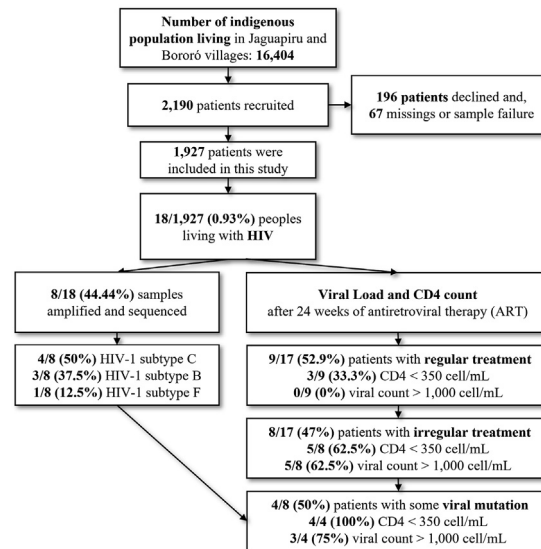 Number of indigenous
population living in Jaguapiru and
Bororó villages: 16,404
2,190 patients recruited
196 patients declined and,
67 missings or sample failure
1,927 patients were
included in this study
18/1,927 (0.93%) peoples
living with HIV
8/18 (44.44%) samples
amplified and sequenced
Viral Load and CD4 count
after 24 weeks of antiretroviral therapy (ART)
4/8 (50%) HIV-1 subtype C
3/8 (37.5%) HIV-1 subtype B
1/8 (12.5%) HIV-1 subtype F
9/17 (52.9%) patients with regular treatment
3/9 (33.3%) CD4 < 350 cell/mL
0/9 (0%) viral count > 1,000 cell/mL
8/17 (47%) patients with irregular treatment
5/8 (62.5%) CD4 < 350 cell/mL
5/8 (62.5%) viral count > 1,000 cell/mL
4/8 (50%) patients with some viral mutation
4/4 (100%) CD4 < 350 cell/mL
3/4 (75%) viral count > 1,000 cell/mL